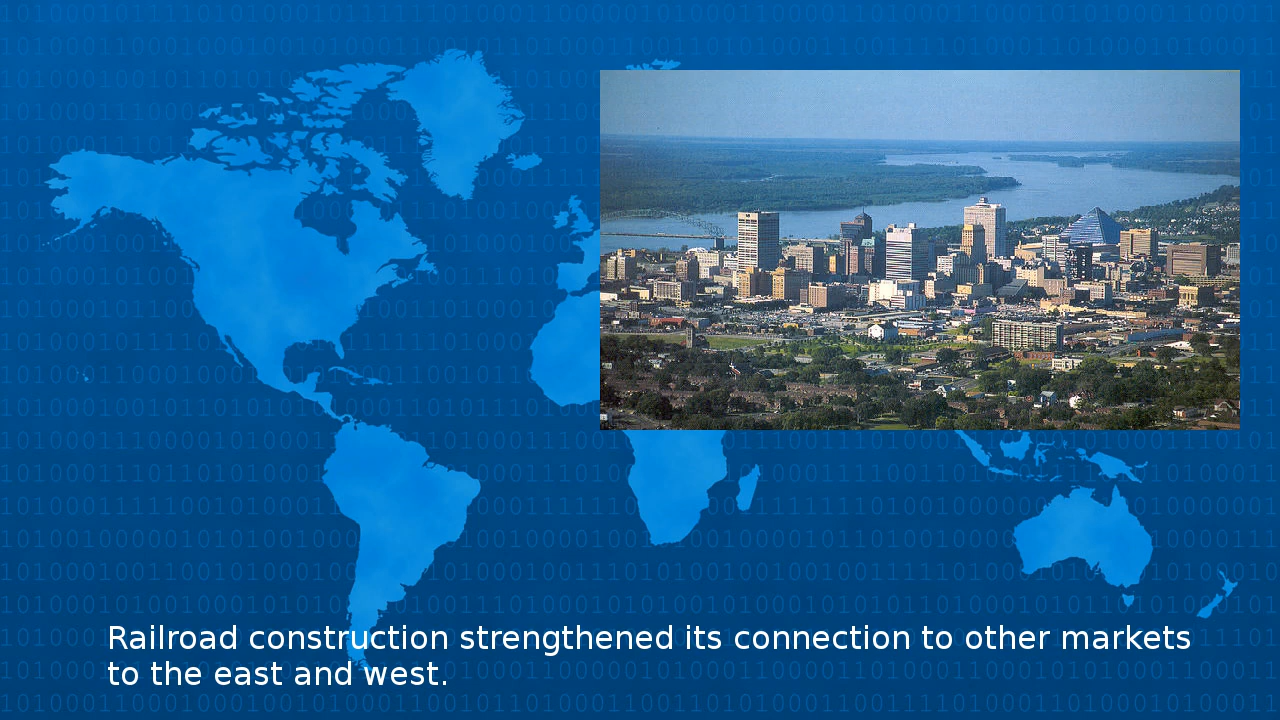 Railroad construction strengthened its connection to other markets
to the east and west.